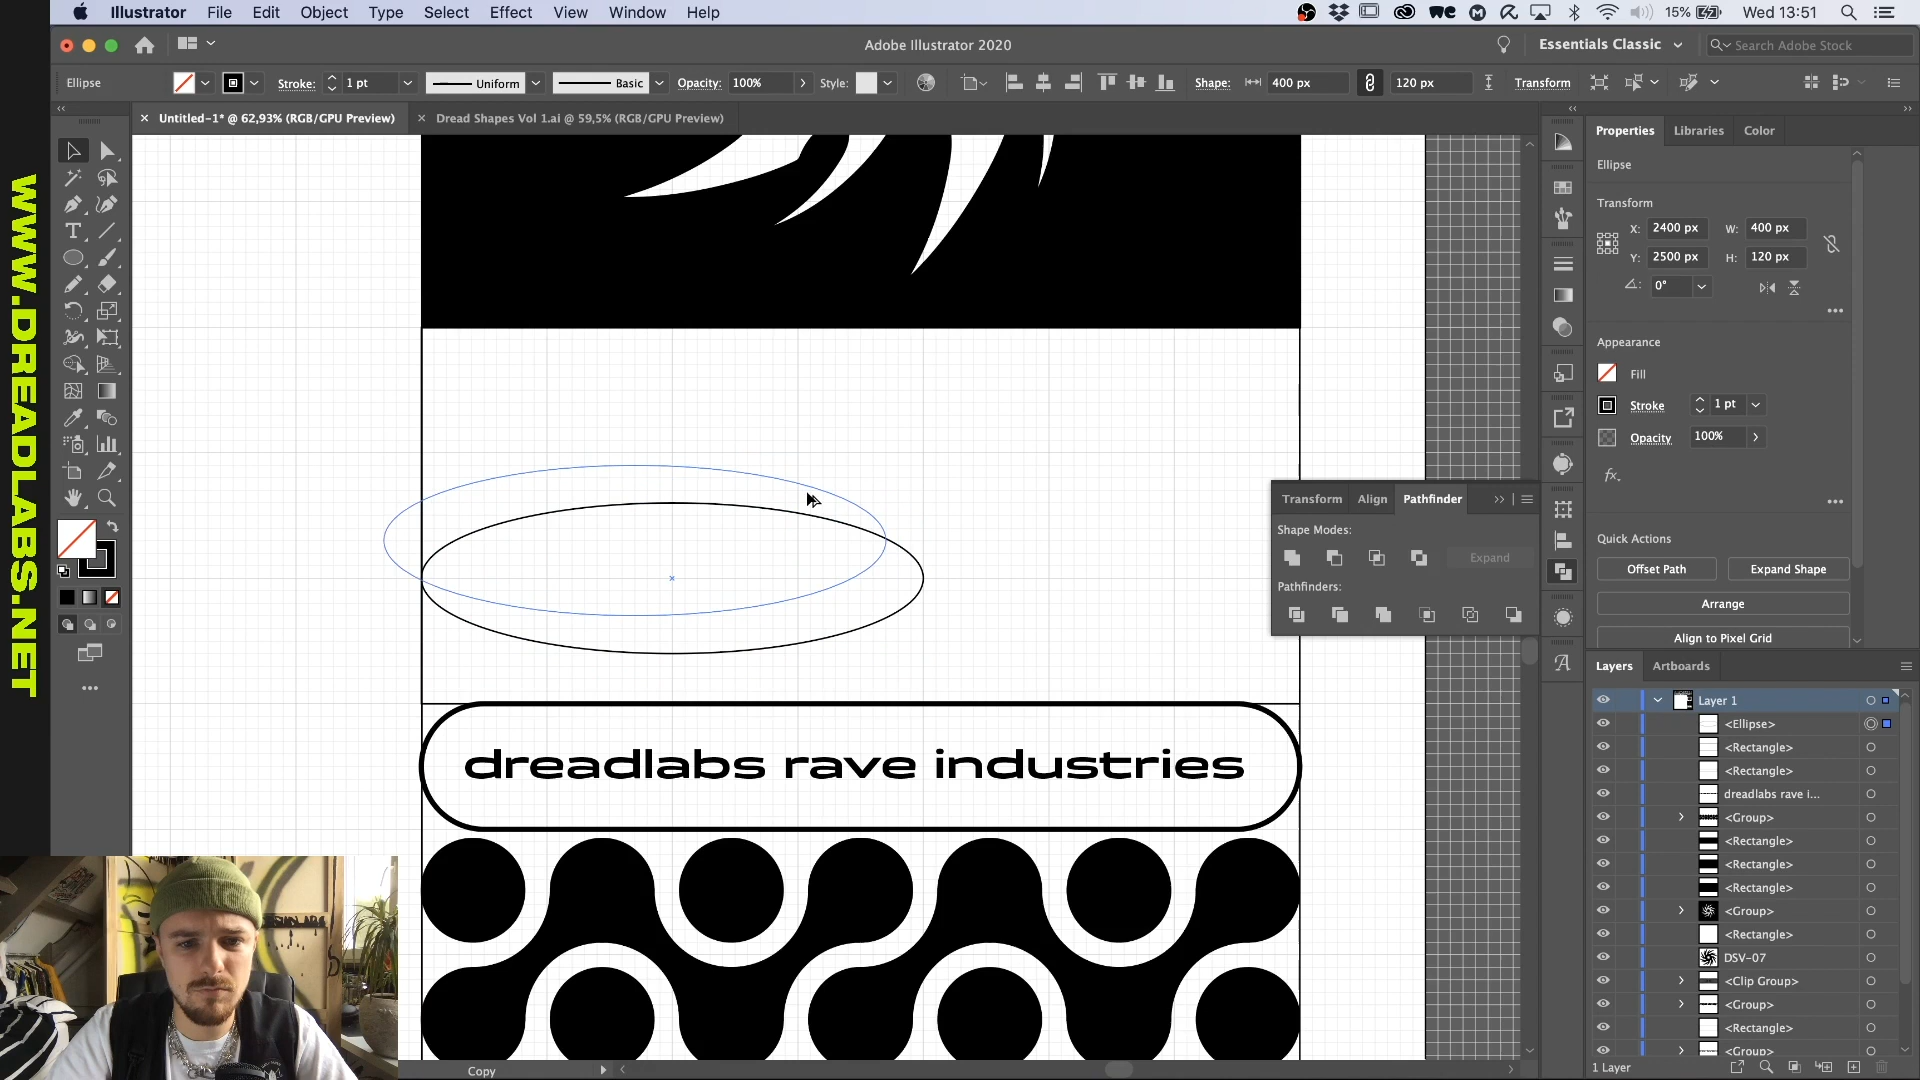 Illustrator File Edit Object Type Select Effect View Window Help
15% Wed 13:51
Adobe Illustrator 2020
Essentials Classic
Search Adobe Stock
Ellipse Stroke: 1 pt Uniform Basic Opacity: 100% Style: Shape: 400 px 120 px Transform
Untitled-1* @ 62,93% (RGB/GPU Preview)
Dread Shapes Vol 1.ai @ 59,5% (RGB/GPU Preview)
Properties Libraries Color
Ellipse
Transform
X: 2400 px W: 400 px
Y: 2500 px H: 120 px
0°
Appearance
Fill
Stroke 1 pt
Opacity 100%
fx.
Quick Actions
Offset Path Expand Shape
Arrange
Align to Pixel Grid
Transform Align Pathfinder
Shape Modes:
Expand
Pathfinders:
Layers Artboards
Layer 1
<Ellipse>
<Rectangle>
<Rectangle>
dreadlabs rave i...
<Group>
<Rectangle>
<Rectangle>
<Rectangle>
<Group>
<Rectangle>
DSV-07
<Clip Group>
<Group>
<Rectangle>
<Group>
1 Layer
dreadlabs rave industries
Copy
WWW.DREADLABS.NET